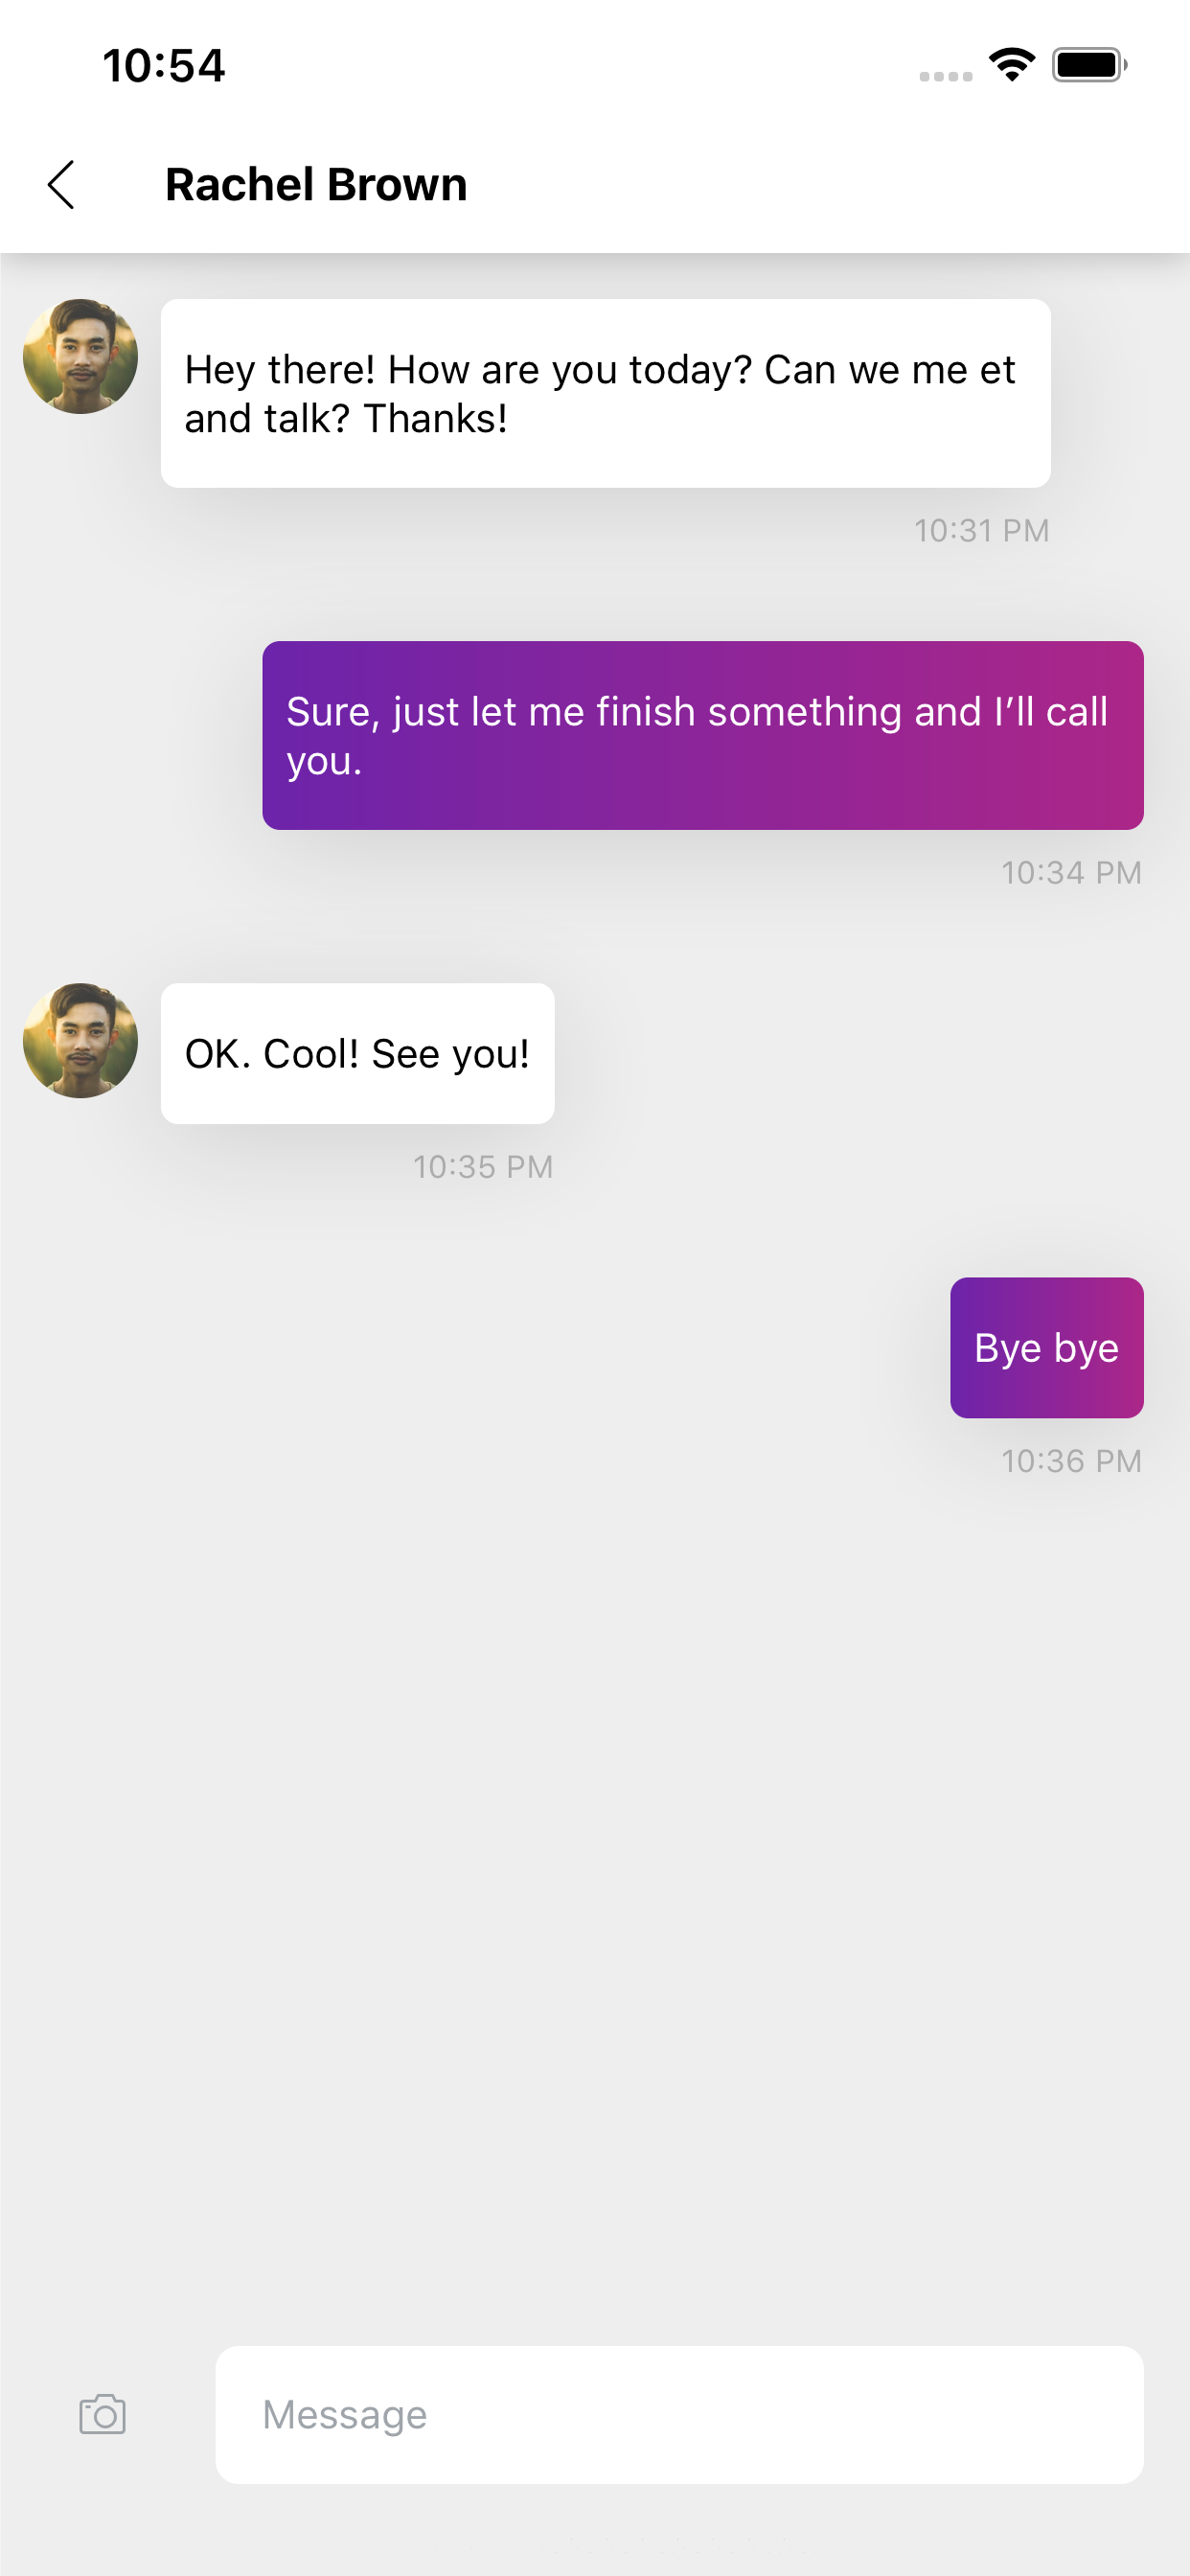 10:54
Rachel Brown
Hey there! How are you today? Can we me et
and talk? Thanks!
10:31 PM
Sure, just let me finish something and I’ll call
you.
10:34 PM
OK. Cool! See you!
10:35 PM
Bye bye
10:36 PM
Message